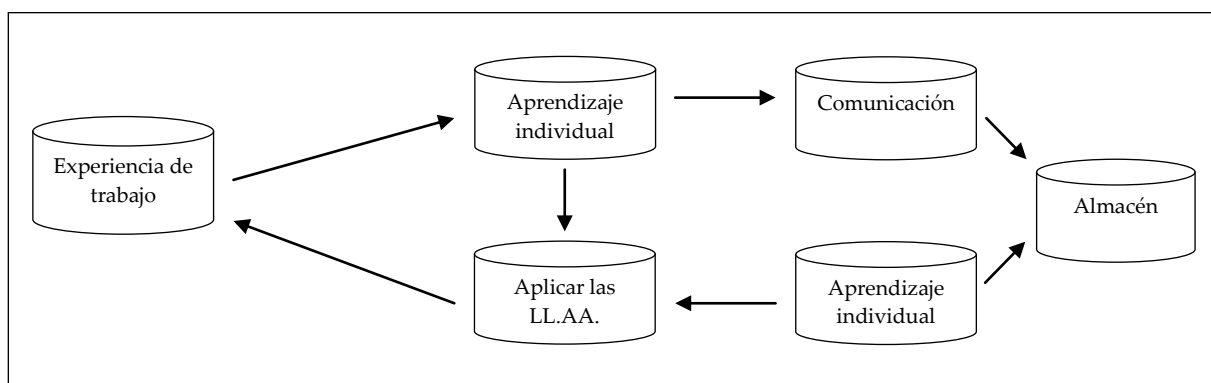 Aprendizaje
individual
Comunicación
Experiencia de
trabajo
Almacén
Aplicar las
LL.AA.
Aprendizaje
individual